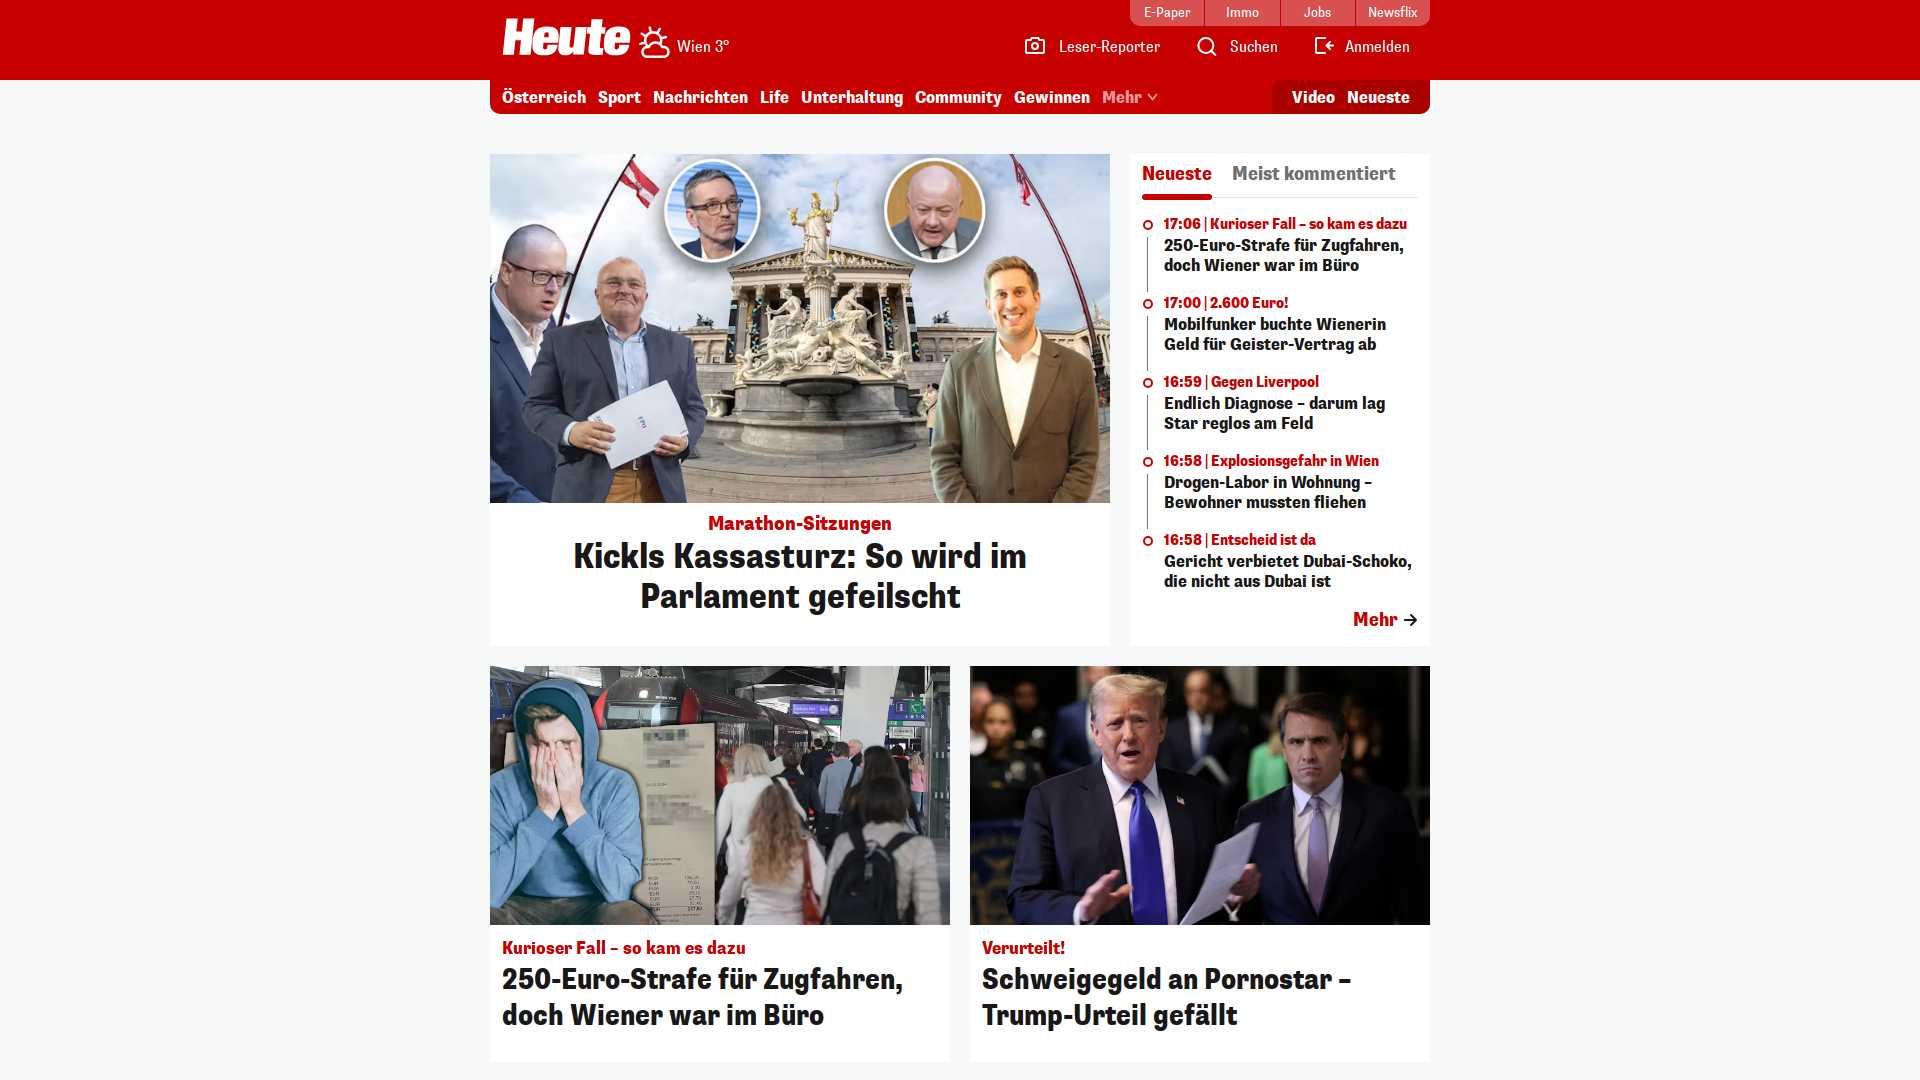 E-Paper
Immo
Jobs
Newsflix
Heute
Wien 3°
Leser-Reporter
Suchen
Anmelden
Österreich
Sport
Nachrichten
Life
Unterhaltung
Community
Gewinnen
Mehr
Video
Neueste
Marathon-Sitzungen
Kickls Kassasturz: So wird im
Parlament gefeilscht
Neueste
Meist kommentiert
17:06 | Kurioser Fall – so kam es dazu
250-Euro-Strafe für Zugfahren,
doch Wiener war im Büro
17:00 | 2.600 Euro!
Mobilfunker buchte Wienerin
Geld für Geister-Vertrag ab
16:59 | Gegen Liverpool
Endlich Diagnose – darum lag
Star reglos am Feld
16:58 | Explosionsgefahr in Wien
Drogen-Labor in Wohnung –
Bewohner mussten fliehen
16:58 | Entscheid ist da
Gericht verbietet Dubai-Schoko,
die nicht aus Dubai ist
Mehr
Kurioser Fall – so kam es dazu
250-Euro-Strafe für Zugfahren,
doch Wiener war im Büro
Verurteilt!
Schweigegeld an Pornostar –
Trump-Urteil gefällt